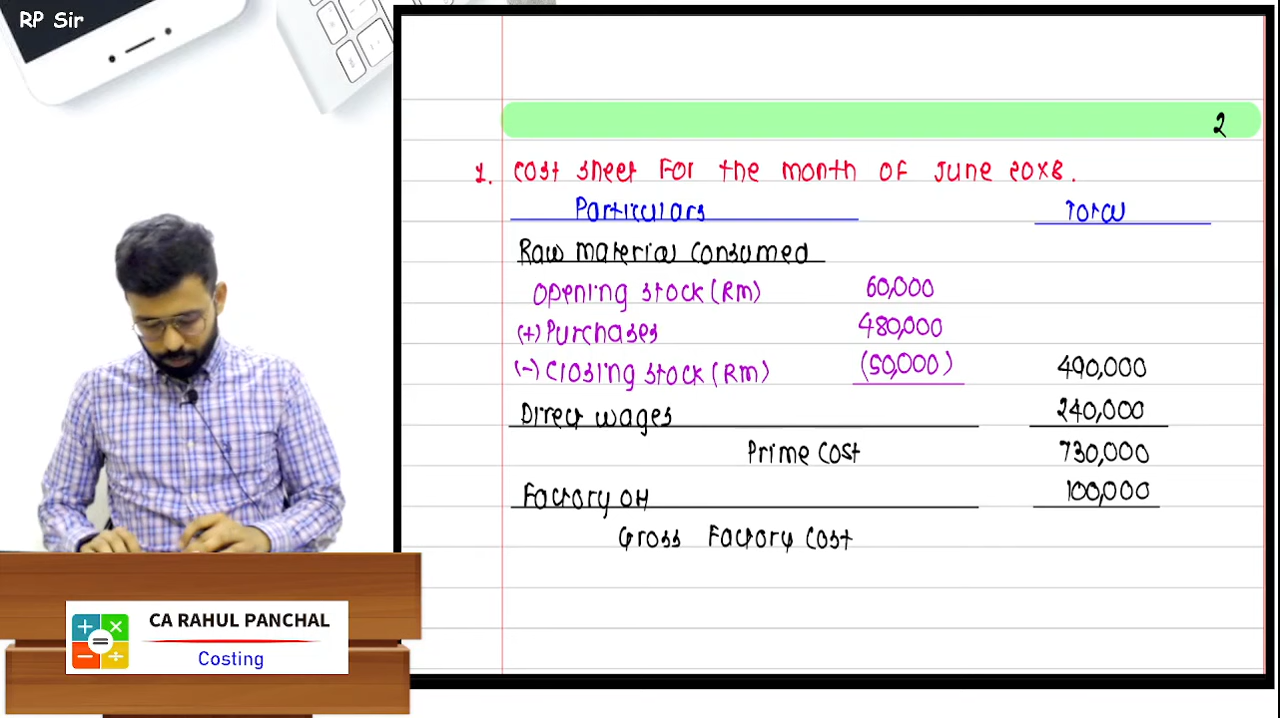 RP Sir
2
1. Cost sheet For the month of June 20X8.
Particulars Total
Raw material Consumed
Opening stock (Rm) 60,000
(+) Purchases 480,000
(-) Closing stock (Rm) (50,000) 490,000
Direct wages 240,000
Prime Cost 730,000
Factory OH 100,000
Gross Factory Cost
CA RAHUL PANCHAL
Costing